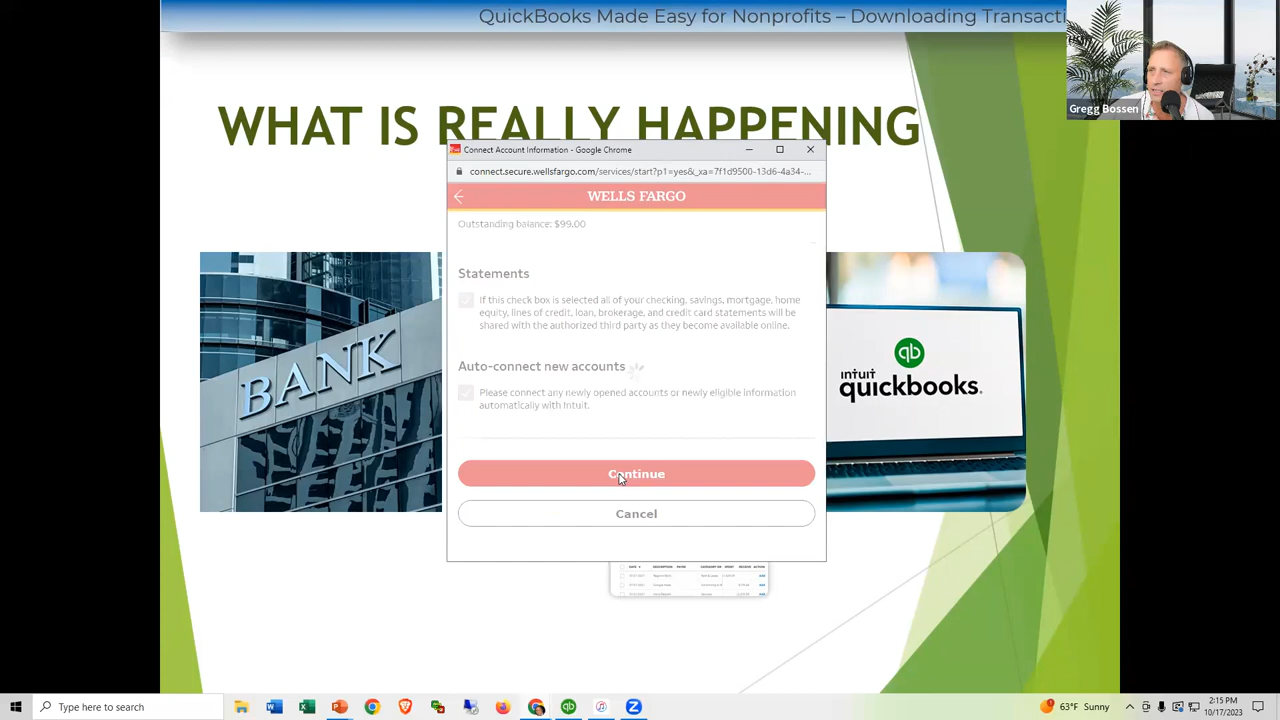 QuickBooks Made Easy for Nonprofits – Downloading Transacti
Gregg Bossen
WHAT IS REALLY HAPPENING
Connect Account Information - Google Chrome
connect.secure.wellsfargo.com/services/start?p1=yes&_xa=7f1d9500-13d6-4a34-...
WELLS FARGO
Outstanding balance: $99.00
Statements
If this check box is selected all of your checking, savings, mortgage, home
equity, lines of credit, loan, brokerage, and credit card statements will be
shared with the authorized third party as they become available online.
Auto-connect new accounts
Please connect any newly opened accounts or newly eligible information
automatically with Intuit.
Continue
Cancel
BANK
qb
intuit
quickbooks.
DATE
DESCRIPTION
PAYEE
Type here to search
63°F Sunny
2:15 PM
10/17/2023